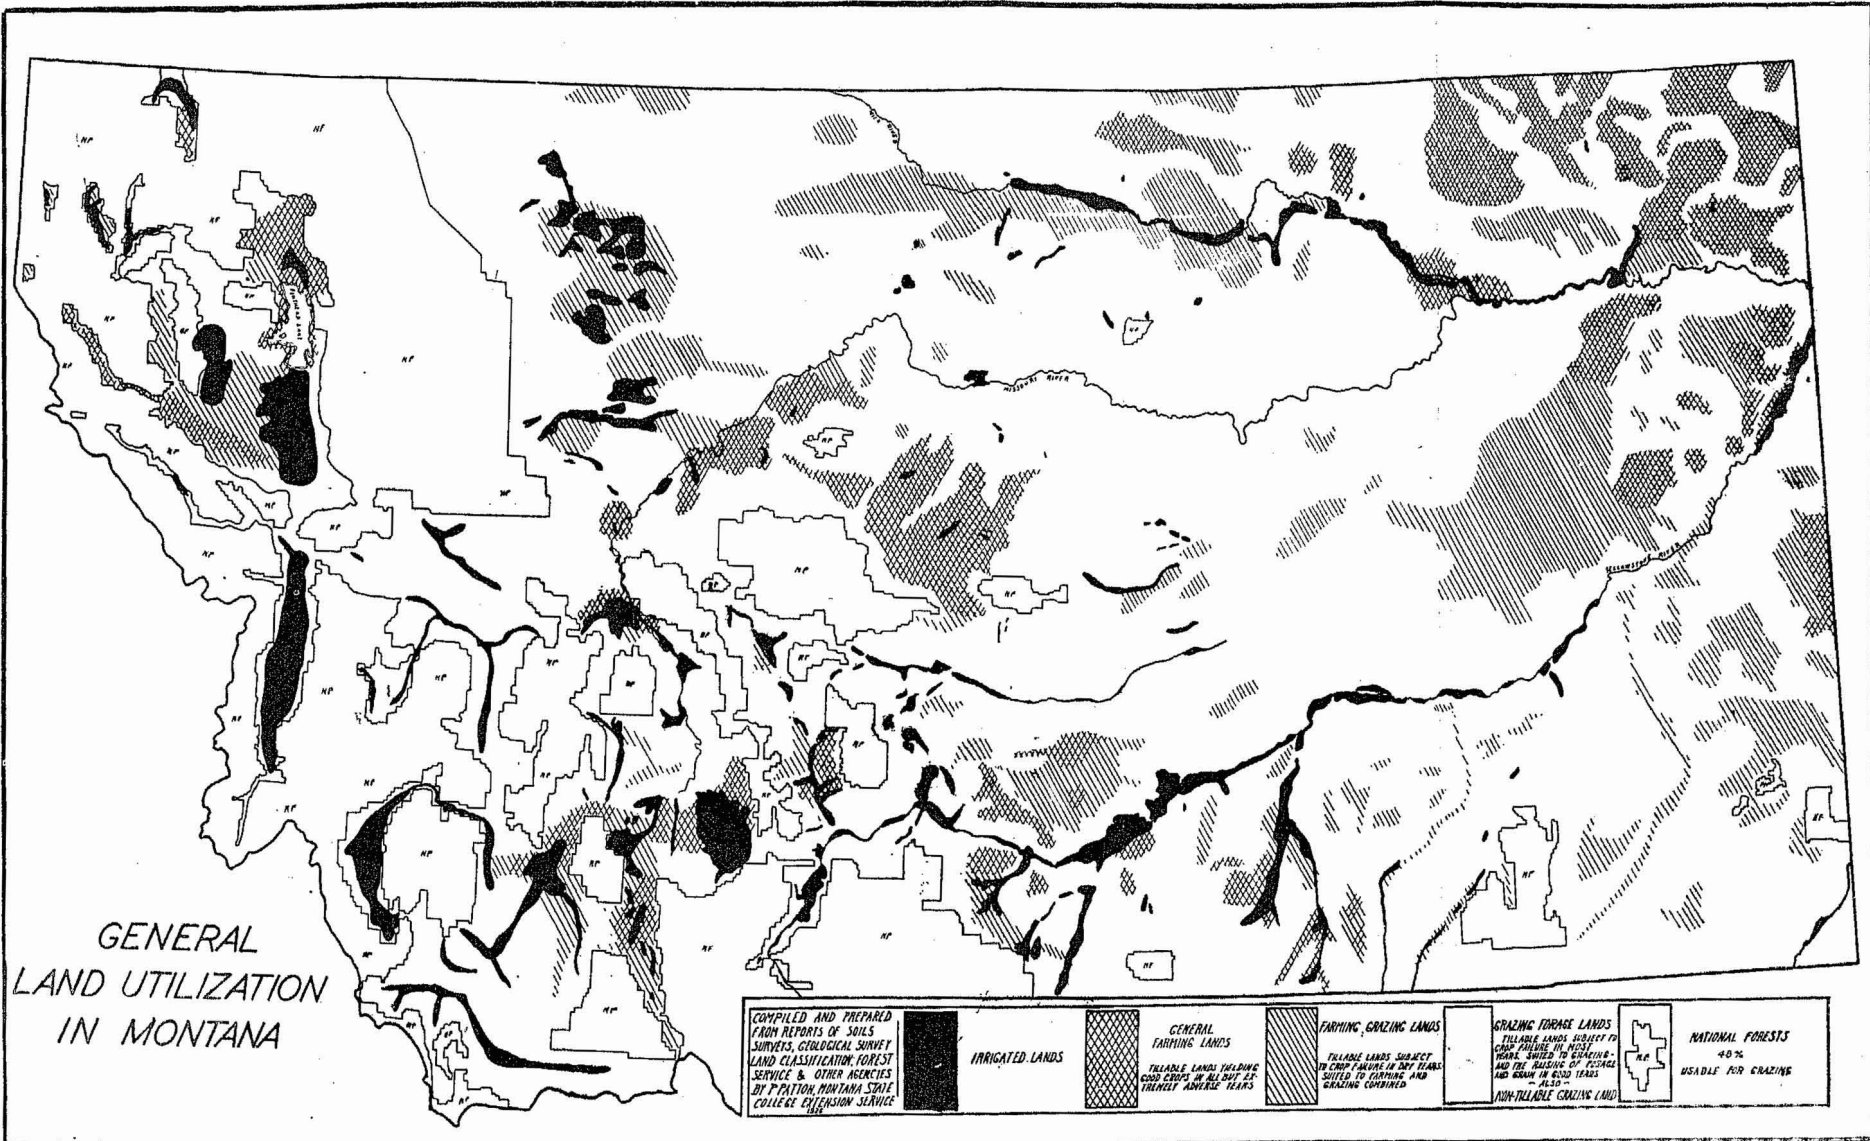 GENERAL
LAND UTILIZATION
IN MONTANA
MILK RIVER
FLATHEAD LAKE
MISSOURI RIVER
YELLOWSTONE RIVER
COMPILED AND PREPARED
FROM REPORTS OF SOILS
SURVEYS, GEOLOGICAL SURVEY
LAND CLASSIFICATION, FOREST
SERVICE & OTHER AGENCIES
BY P PATTON, MONTANA STATE
COLLEGE EXTENSION SERVICE
IRRIGATED LANDS
GENERAL
FARMING LANDS
TILLABLE LANDS YIELDING
GOOD CROPS IN ALL BUT EX-
TREMELY ADVERSE YEARS
FARMING, GRAZING LANDS
TILLABLE LANDS SUBJECT
TO CROP FAILURE IN DRY YEARS
SUITED TO FARMING AND
GRAZING COMBINED
GRAZING FORAGE LANDS
TILLABLE LANDS SUBJECT TO
CROP FAILURE IN MOST
YEARS. SUITED TO GRAZING -
AND THE RAISING OF FORAGE
AND GRAIN IN GOOD YEARS
- ALSO -
NON-TILLABLE GRAZING LAND
N.F.
NATIONAL FORESTS
40%
USABLE FOR GRAZING